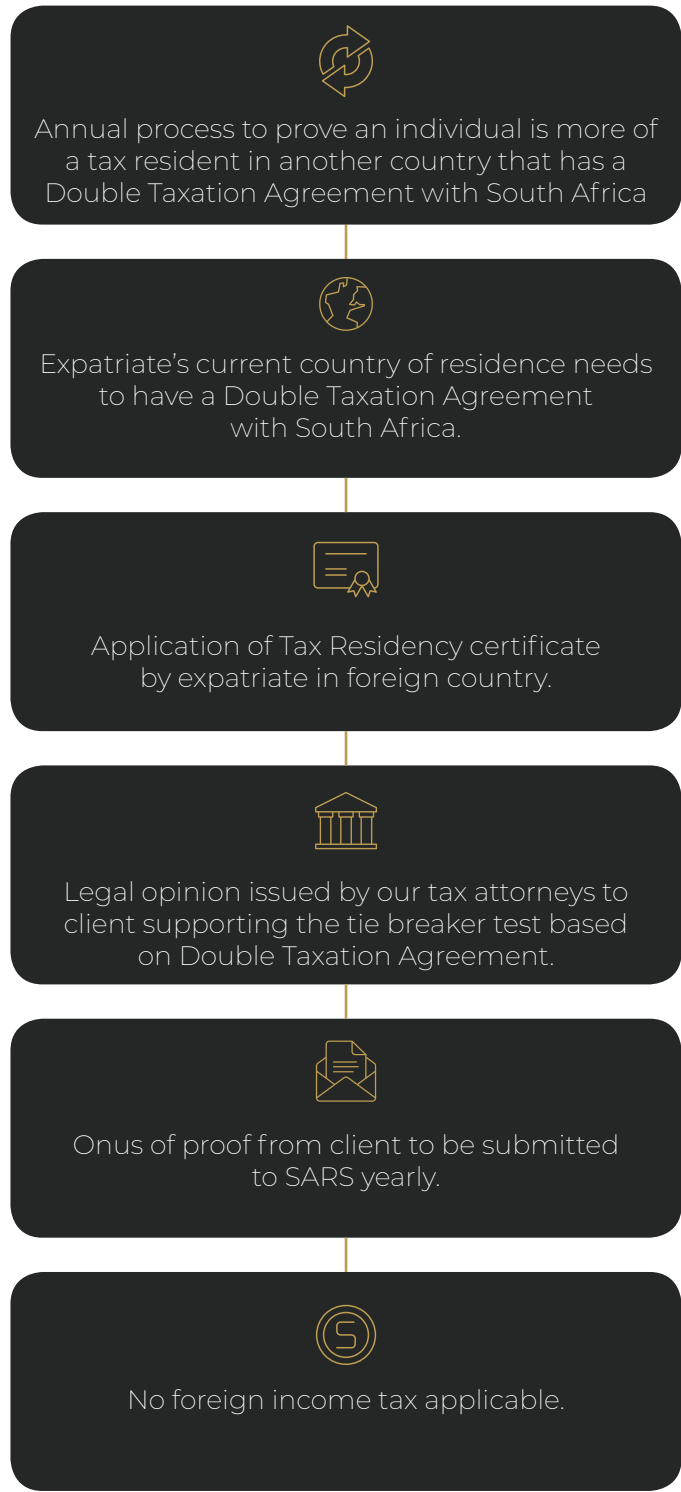 Annual process to prove an individual is more of
a tax resident in another country that has a
Double Taxation Agreement with South Africa
Expatriate’s current country of residence needs
to have a Double Taxation Agreement
with South Africa.
Application of Tax Residency certificate
by expatriate in foreign country.
Legal opinion issued by our tax attorneys to
client supporting the tie breaker test based
on Double Taxation Agreement.
Onus of proof from client to be submitted
to SARS yearly.
S
No foreign income tax applicable.